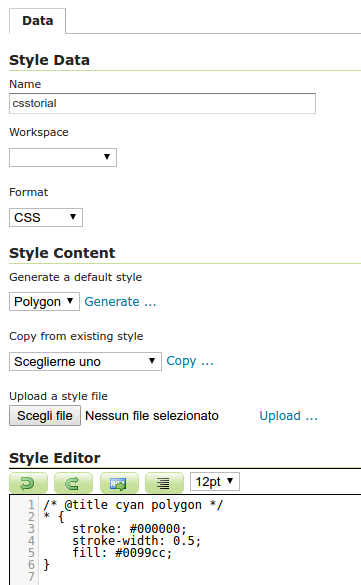 Data
Style Data
Name
csstorial
Workspace
Format
CSS
Style Content
Generate a default style
Polygon Generate ...
Copy from existing style
Sceglierne uno Copy ...
Upload a style file
Scegli file Nessun file selezionato Upload ...
Style Editor
12pt
1 /* @title cyan polygon */
2 * {
3 stroke: #000000;
4 stroke-width: 0.5;
5 fill: #0099cc;
6 }
7